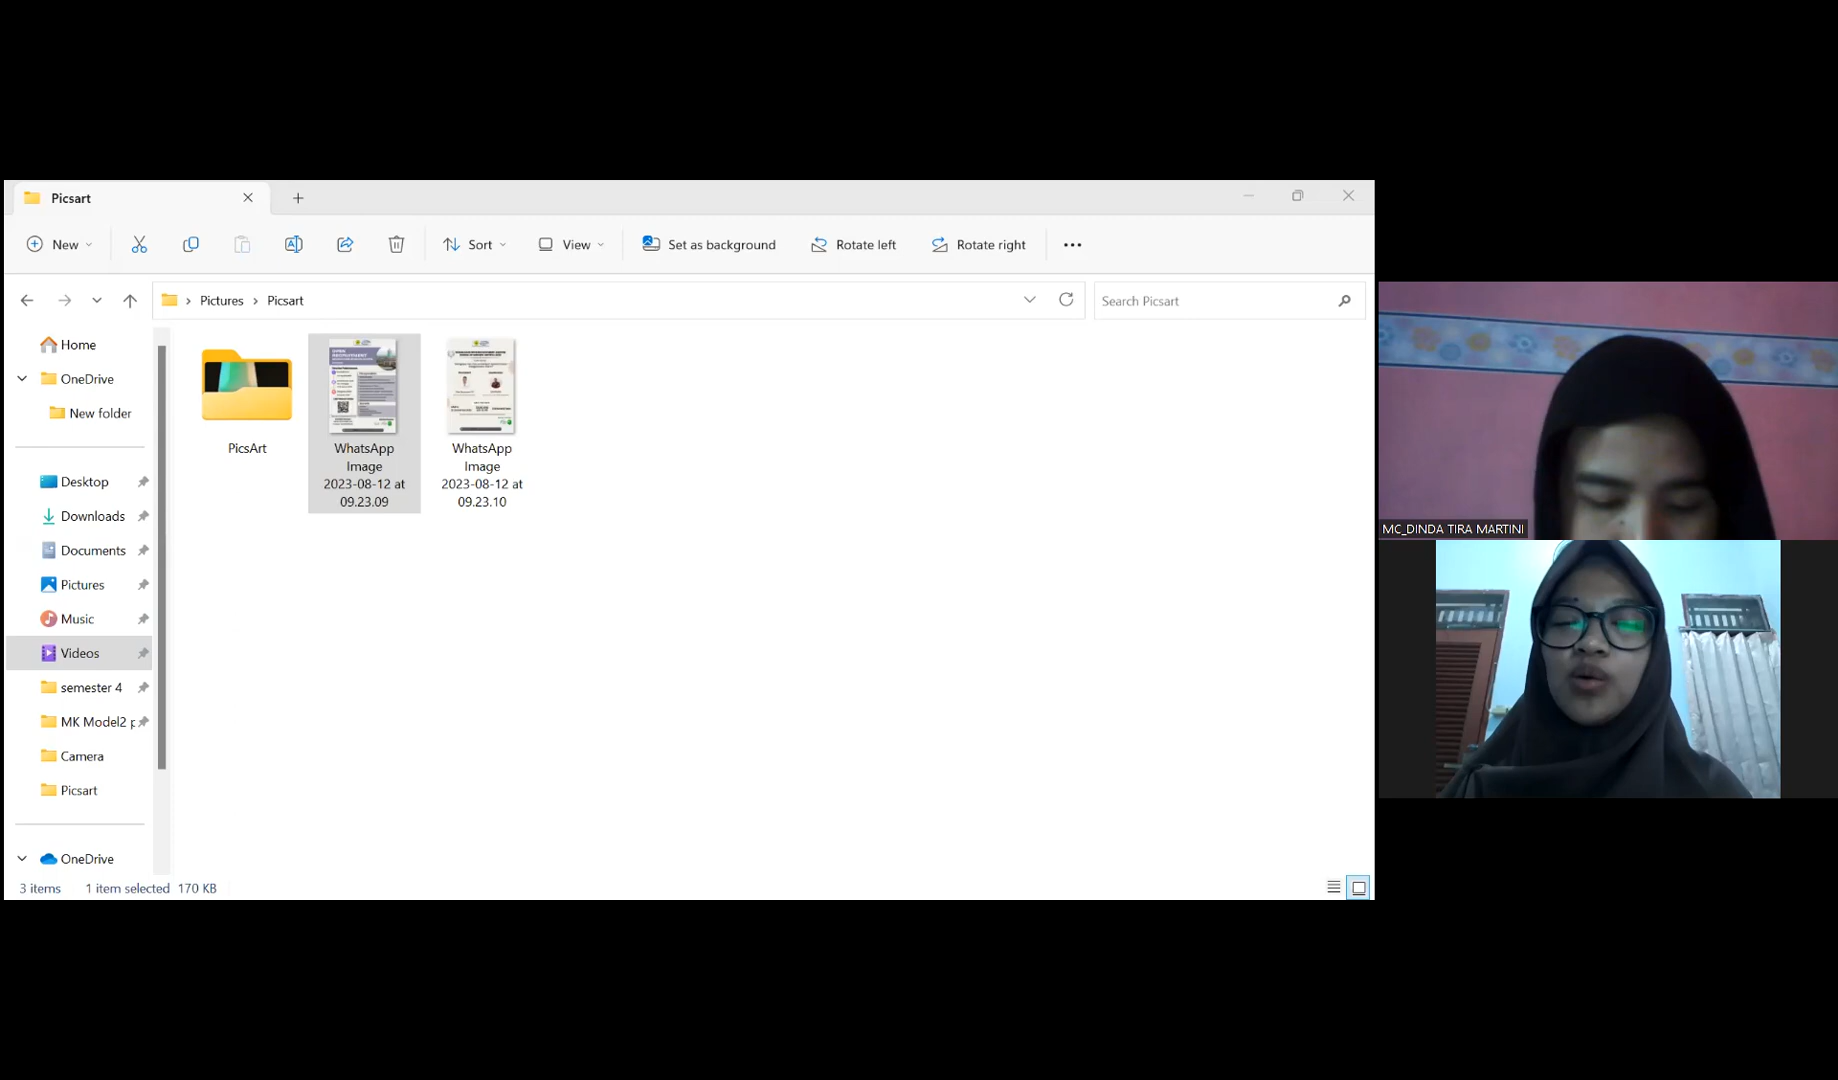 Picsart
New
Sort
View
Set as background
Rotate left
Rotate right
Pictures
Picsart
Search Picsart
Home
OneDrive
New folder
Desktop
Downloads
Documents
Pictures
Music
Videos
semester 4
MK Model2 p
Camera
Picsart
OneDrive
PicsArt
WhatsApp
Image
2023-08-12 at
09.23.09
WhatsApp
Image
2023-08-12 at
09.23.10
3 items
1 item selected 170 KB
MC_DINDA TIRA MARTINI